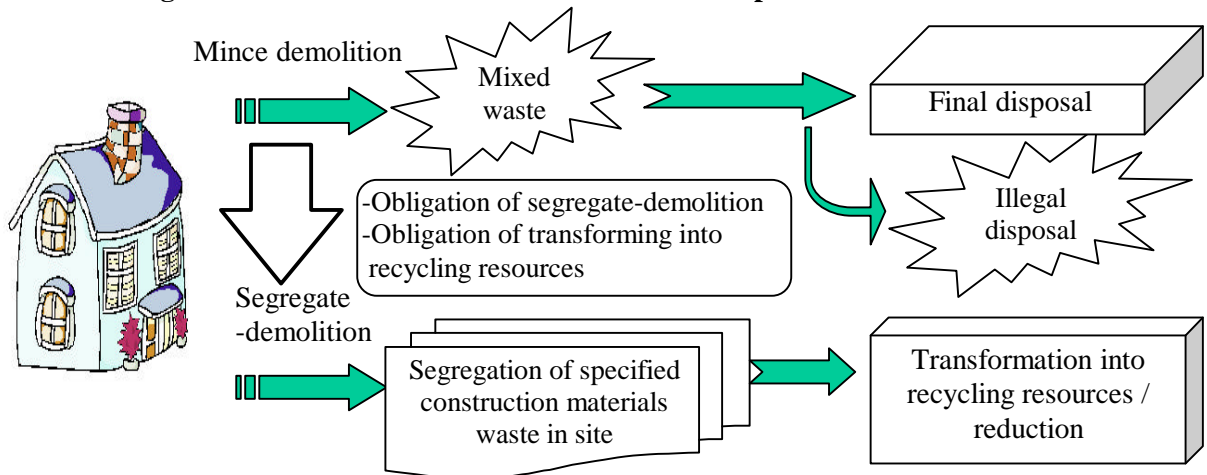 Mince demolition
Mixed
waste
Final disposal
-Obligation of segregate-demolition
-Obligation of transforming into
recycling resources
Illegal
disposal
Segregate
-demolition
Segregation of specified
construction materials
waste in site
Transformation into
recycling resources /
reduction